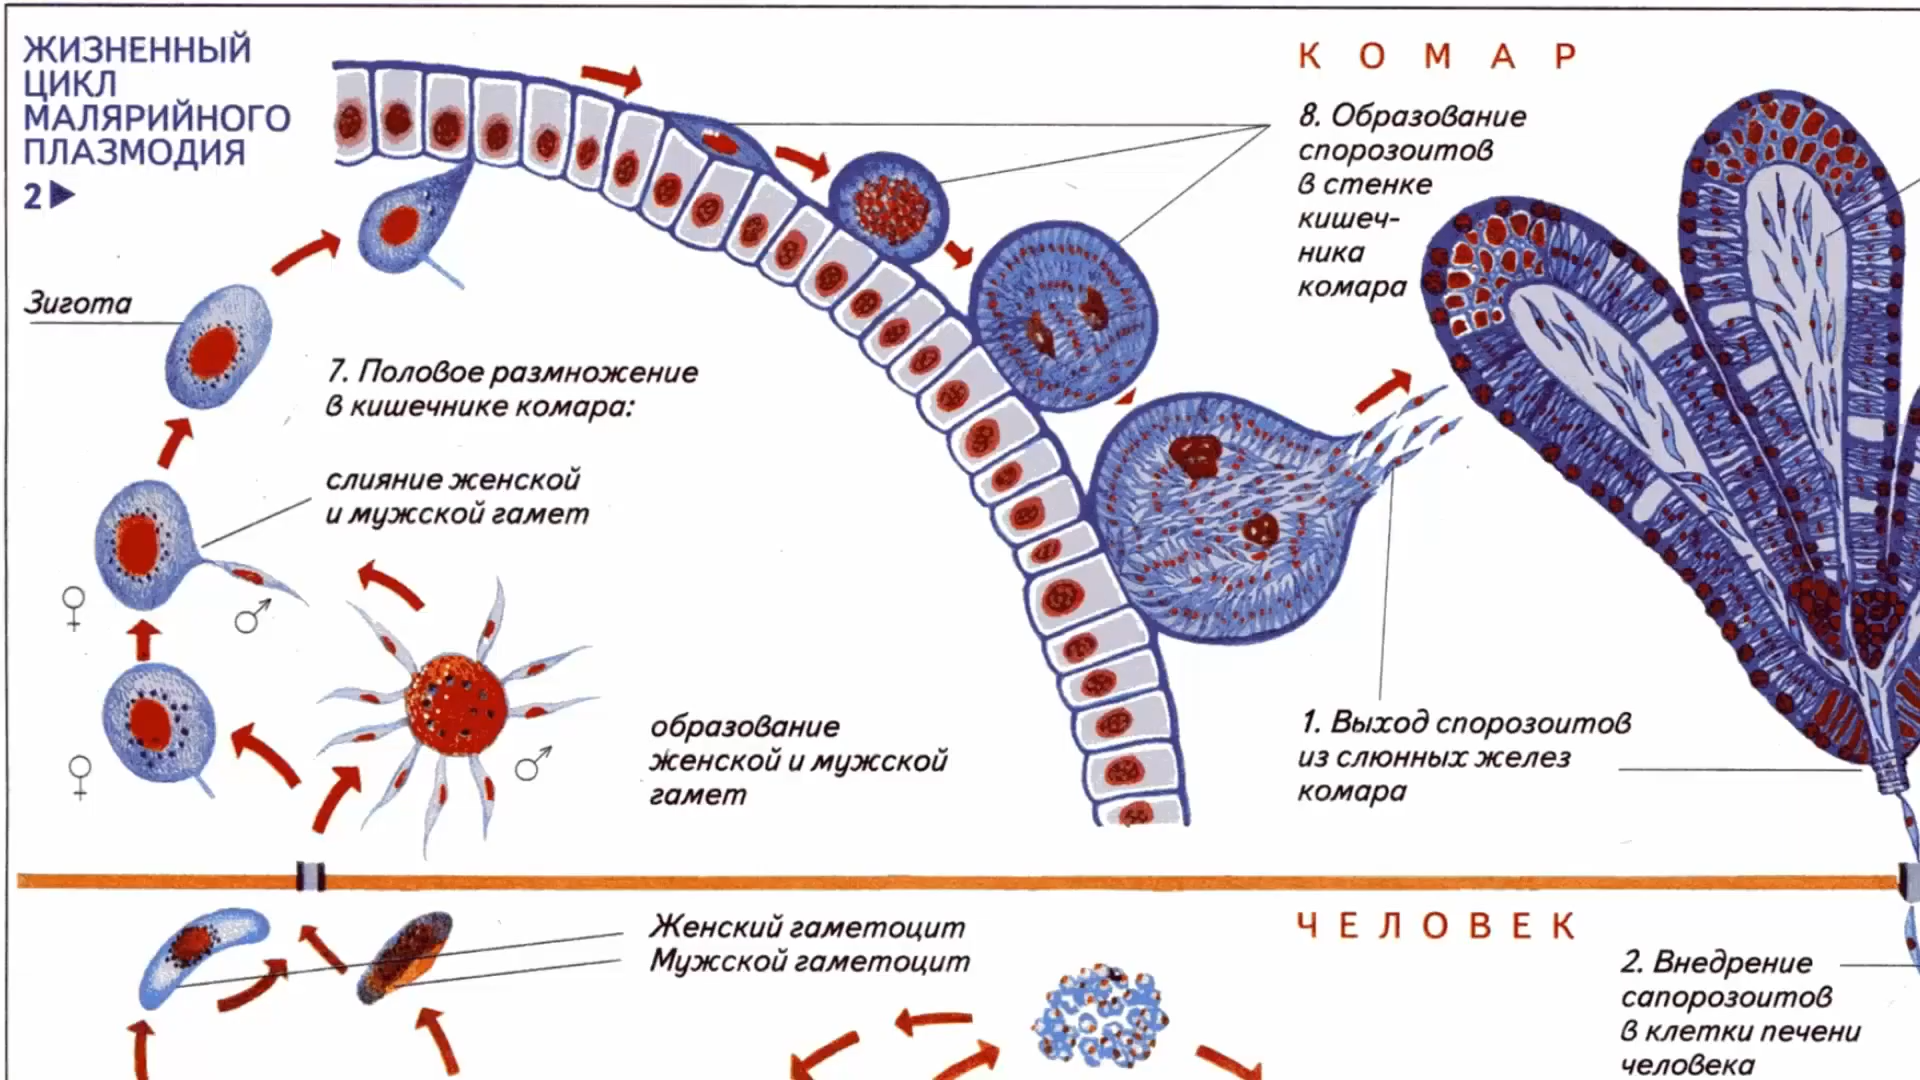 ЖИЗНЕННЫЙ
ЦИКЛ
МАЛЯРИЙНОГО
ПЛАЗМОДИЯ
2
КОМАР
8. Образование
спорозоитов
в стенке
кишеч-
ника
комара
Зигота
7. Половое размножение
в кишечнике комара:
слияние женской
и мужской гамет
образование
женской и мужской
гамет
1. Выход спорозоитов
из слюнных желез
комара
Женский гаметоцит
Мужской гаметоцит
ЧЕЛОВЕК
2. Внедрение
сапорозоитов
в клетки печени
человека